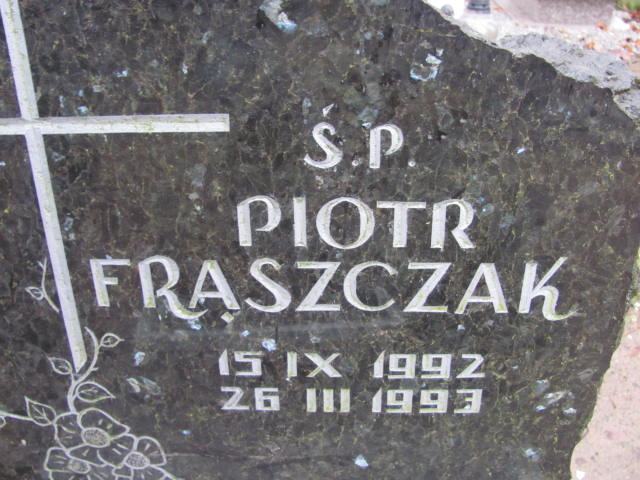 Ś.P.
PIOTR
FRĄSZCZAK
15 IX 1992
26 III 1993